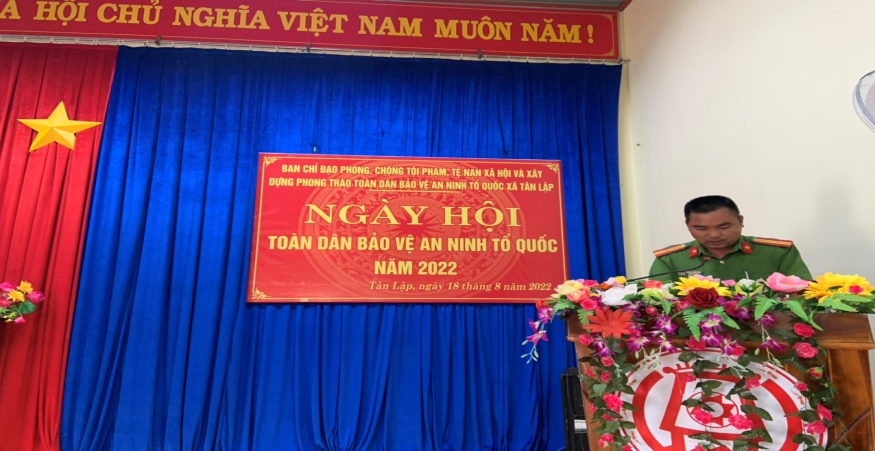 A HỘI CHỦ NGHĨA VIỆT NAM MUÔN NĂM!
BAN CHỈ ĐẠO PHÒNG, CHỐNG TỘI PHẠM, TỆ NẠN XÃ HỘI VÀ XÂY
DỰNG PHONG TRÀO TOÀN DÂN BẢO VỆ AN NINH TỔ QUỐC XÃ TÂN LẬP
NGÀY HỘI
TOÀN DÂN BẢO VỆ AN NINH TỔ QUỐC
NĂM 2022
Tân Lập, ngày 18 tháng 8 năm 2022